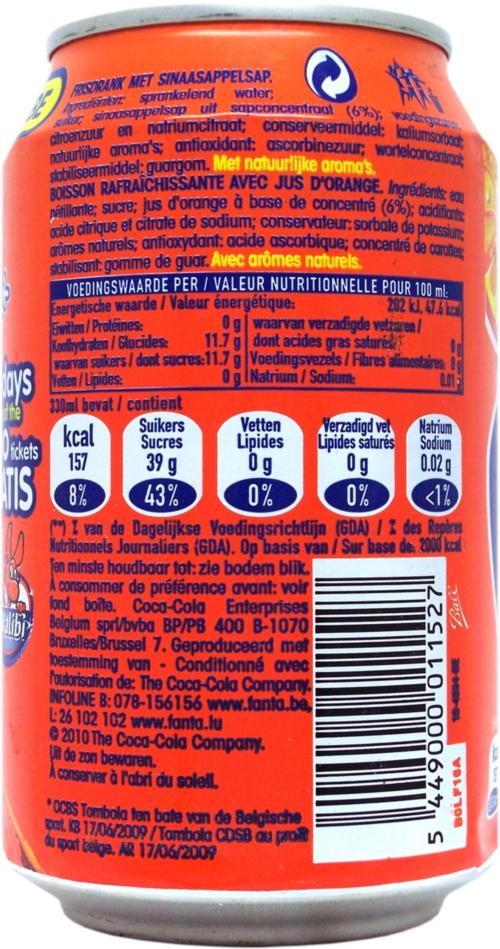 BE
FRISDRANK MET SINAASAPPELSAP.
Ingrediënten: sprankelend water;
suiker; sinaasappelsap uit sapconcentraat (6%);
citroenzuur en natriumcitraat; conserveermiddel: kaliumsorbaat;
natuurlijke aroma's; antioxidant: ascorbinezuur; wortelconcentraat;
stabiliseermiddel: guargom. Met natuurlijke aroma's.
BOISSON RAFRAÎCHISSANTE AVEC JUS D'ORANGE. Ingrédients: eau
pétillante; sucre; jus d'orange à base de concentré (6%); acidifiants:
acide citrique et citrate de sodium; conservateur: sorbate de potassium;
arômes naturels; antioxydant: acide ascorbique; concentré de carottes;
stabilisant: gomme de guar. Avec arômes naturels.
VOEDINGSWAARDE PER / VALEUR NUTRITIONNELLE POUR 100 ml:
Energetische waarde / Valeur énergétique: 202 kJ, 47.6 kcal
Eiwitten / Protéines: 0 g
Koolhydraten / Glucides: 11.7 g
waarvan suikers / dont sucres: 11.7 g
Vetten / Lipides: 0 g
waarvan verzadigde vetzuren /
dont acides gras saturés: 0 g
Voedingsvezels / Fibres alimentaires: 0 g
Natrium / Sodium: 0.01
330ml bevat / contient
kcal
157
8%
Suikers
Sucres
39 g
43%
Vetten
Lipides
0 g
0%
Verzadigd vet
Lipides saturés
0 g
0%
Natrium
Sodium
0.02 g
<1%
(**) % van de Dagelijkse Voedingsrichtlijn (GDA) / % des Repères
Nutritionnels Journaliers (GDA). Op basis van / Sur base de: 2000 kcal
Ten minste houdbaar tot: zie bodem blik.
À consommer de préférence avant: voir
fond boîte. Coca-Cola Enterprises
Belgium sprl/bvba BP/PB 400 B-1070
Bruxelles/Brussel 7. Geproduceerd met
toestemming van - Conditionné avec
l'autorisation de: The Coca-Cola Company.
INFOLINE B: 078-156156 www.fanta.be,
L: 26 102 102 www.fanta.lu
© 2010 The Coca-Cola Company.
Uit de zon bewaren.
À conserver à l'abri du soleil.
* OCBS Tombola ten bate van de Belgische
sport. KB 17/06/2009 / Tombola CDSB au profit
du sport belge. AR 17/06/2009
days
of the
tickets
ATIS
alibi
5 449000 011527
Ball
BOLF16A